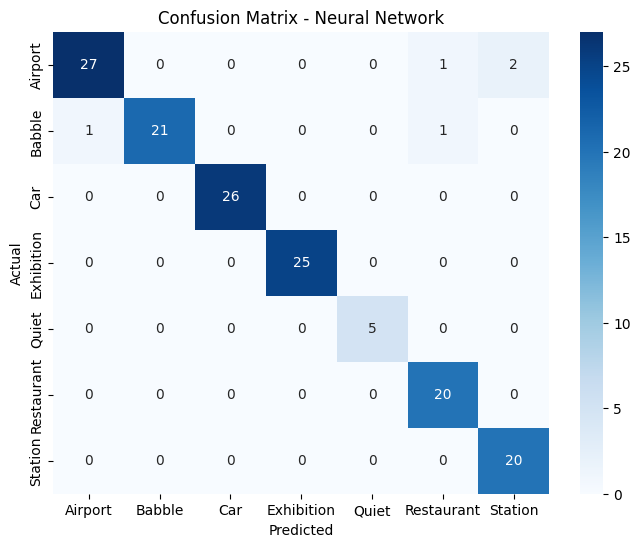 Confusion Matrix - Neural Network
Actual
Airport 27 0 0 0 0 1 2
Babble 1 21 0 0 0 1 0
Car 0 0 26 0 0 0 0
Exhibition 0 0 0 25 0 0 0
Quiet 0 0 0 0 5 0 0
Restaurant 0 0 0 0 0 20 0
Station 0 0 0 0 0 0 20
Airport Babble Car Exhibition Quiet Restaurant Station
Predicted
25
20
15
10
5
0